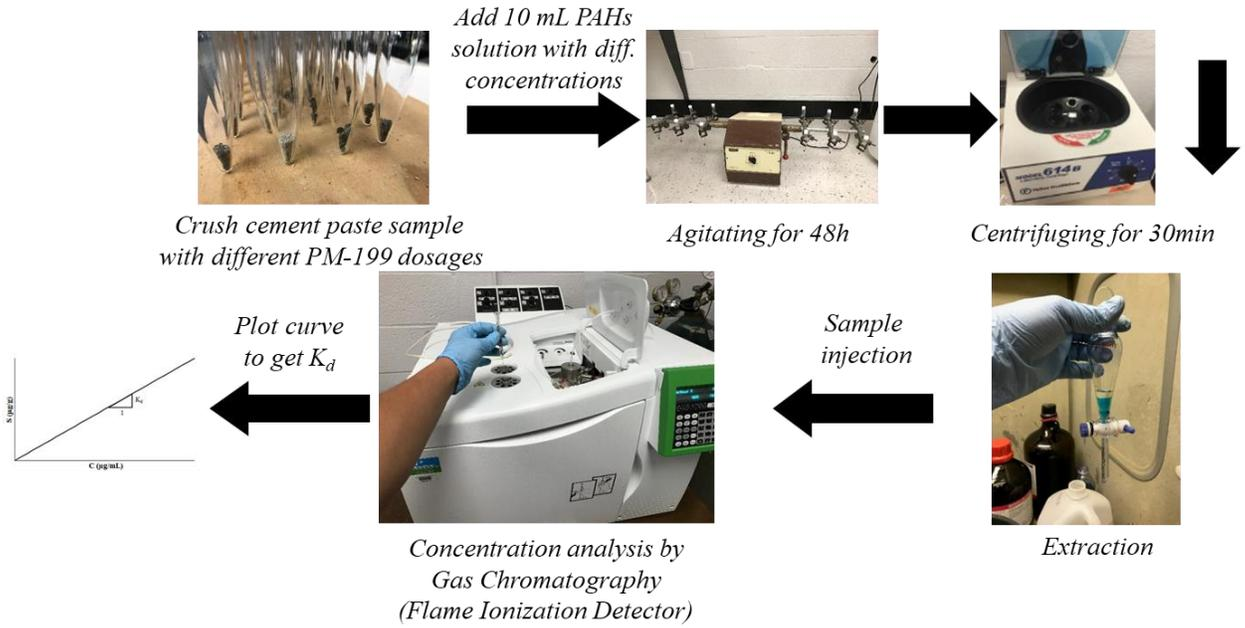 Add 10 mL PAHs
solution with diff.
concentrations
Crush cement paste sample
with different PM-199 dosages
Agitating for 48h
MODEL 614B
Centrifuging for 30min
Plot curve
to get Kd
Sample
injection
S (μg/g)
Kd
1
C (μg/mL)
Concentration analysis by
Gas Chromatography
(Flame Ionization Detector)
Extraction